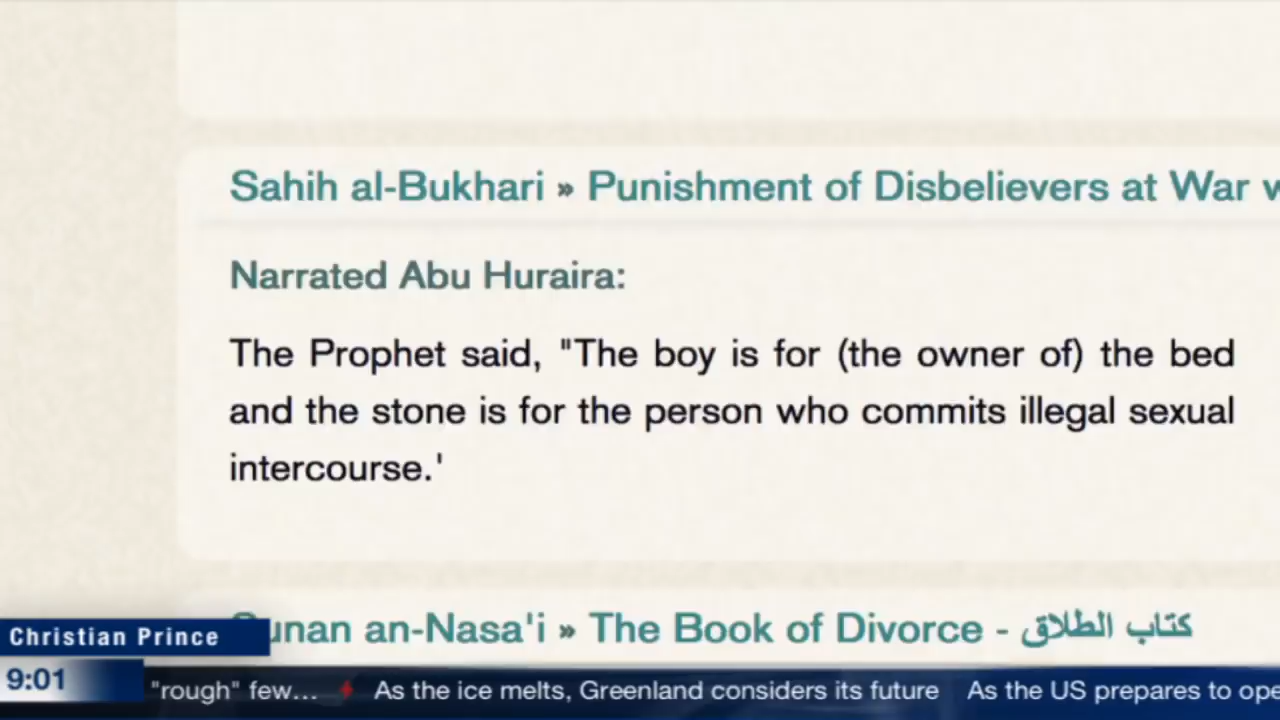 Sahih al-Bukhari » Punishment of Disbelievers at War w
Narrated Abu Huraira:
The Prophet said, "The boy is for (the owner of) the bed
and the stone is for the person who commits illegal sexual
intercourse.'
Sunan an-Nasa'i » The Book of Divorce - كتاب الطلاق
Christian Prince
9:01 "rough" few... ♦ As the ice melts, Greenland considers its future As the US prepares to ope